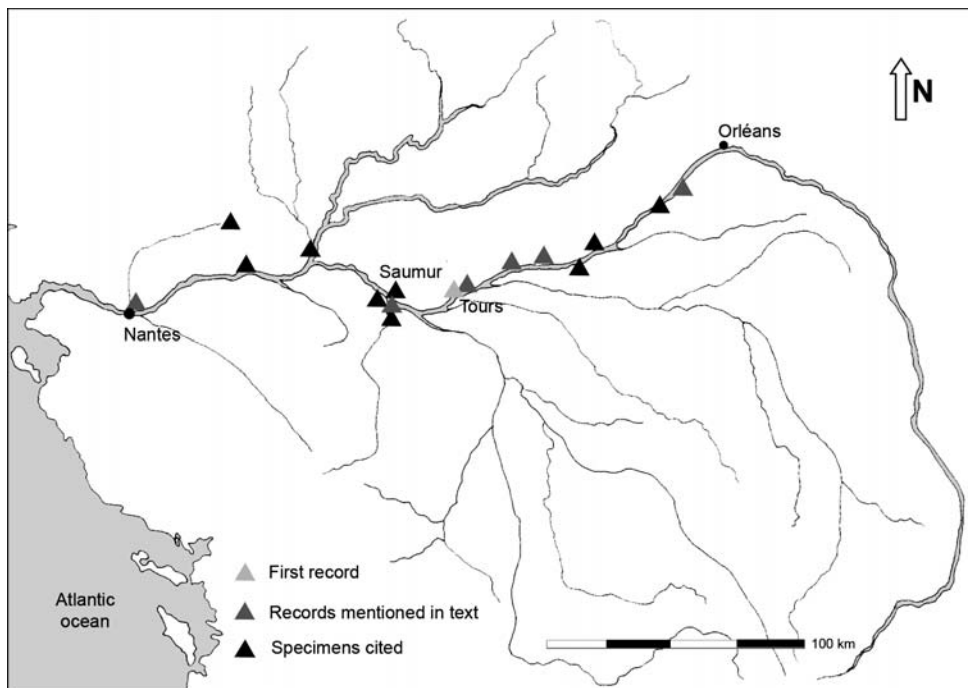 N
Orléans
Saumur
Tours
Nantes
First record
Records mentioned in text
Atlantic
ocean
Specimens cited
100 km